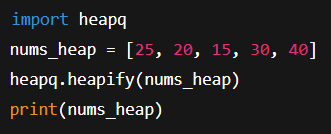 import heapq
nums_heap = [25, 20, 15, 30, 40]
heapq.heapify(nums_heap)
print(nums_heap)